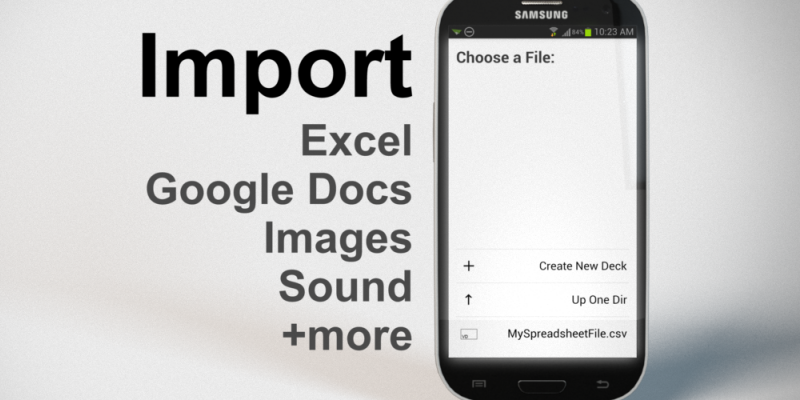 Import
Excel
Google Docs
Images
Sound
+more
SAMSUNG
84% 10:23 AM
Choose a File:
Create New Deck
Up One Dir
MySpreadsheetFile.csv